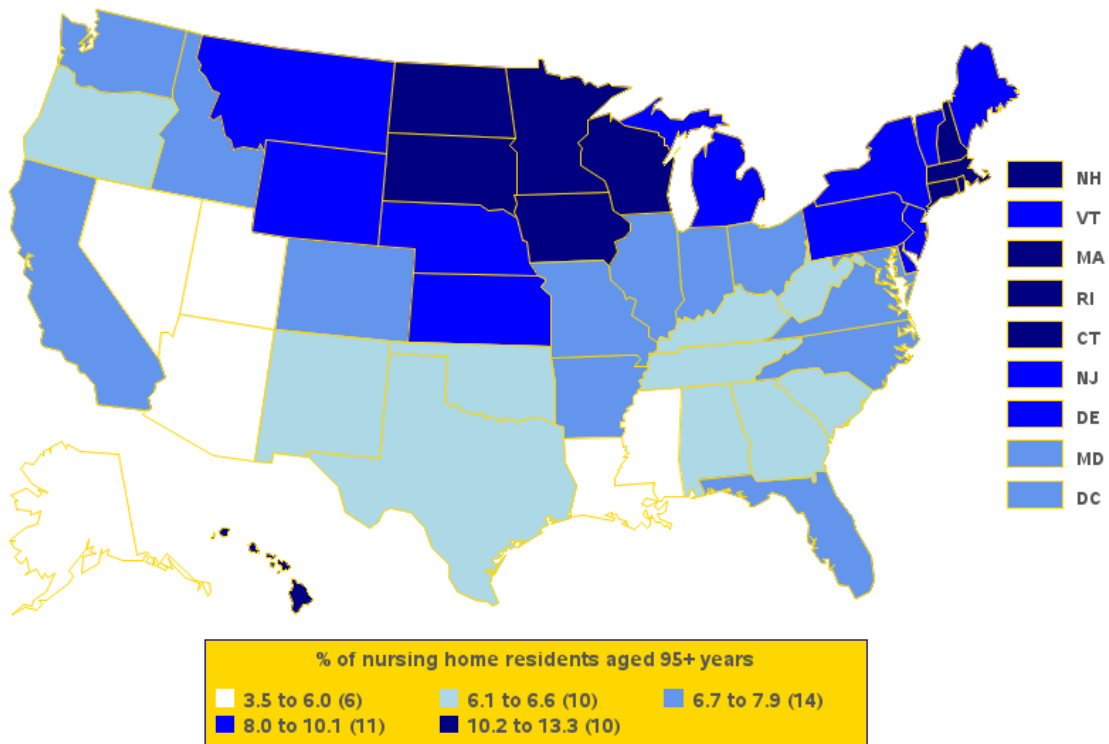 NH
VT
MA
RI
CT
NJ
DE
MD
DC
% of nursing home residents aged 95+ years
3.5 to 6.0 (6) 6.1 to 6.6 (10) 6.7 to 7.9 (14)
8.0 to 10.1 (11) 10.2 to 13.3 (10)